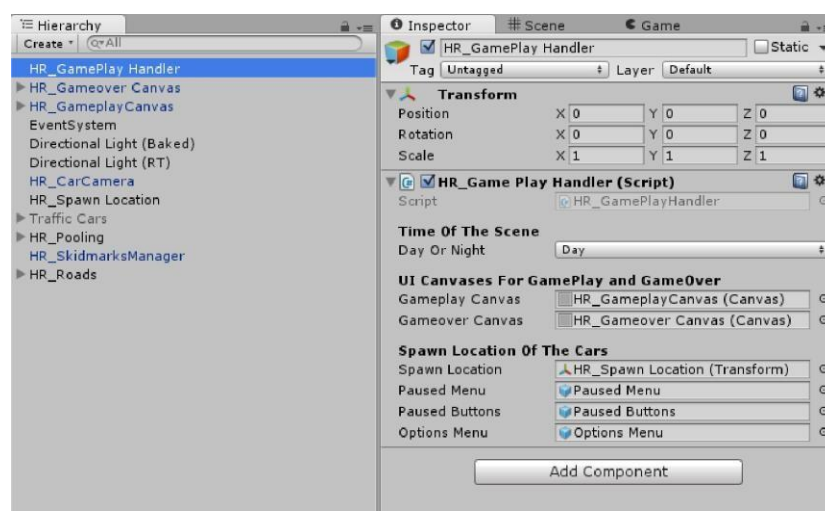 Hierarchy
Create All
HR_GamePlay Handler
HR_Gameover Canvas
HR_GameplayCanvas
EventSystem
Directional Light (Baked)
Directional Light (RT)
HR_CarCamera
HR_Spawn Location
Traffic Cars
HR_Pooling
HR_SkidmarksManager
HR_Roads
Inspector Scene Game
HR_GamePlay Handler Static
Tag Untagged Layer Default
Transform
Position X 0 Y 0 Z 0
Rotation X 0 Y 0 Z 0
Scale X 1 Y 1 Z 1
HR_Game Play Handler (Script)
Script HR_GamePlayHandler
Time Of The Scene
Day Or Night Day
UI Canvases For GamePlay and GameOver
Gameplay Canvas HR_GameplayCanvas (Canvas)
Gameover Canvas HR_Gameover Canvas (Canvas)
Spawn Location Of The Cars
Spawn Location HR_Spawn Location (Transform)
Paused Menu Paused Menu
Paused Buttons Paused Buttons
Options Menu Options Menu
Add Component